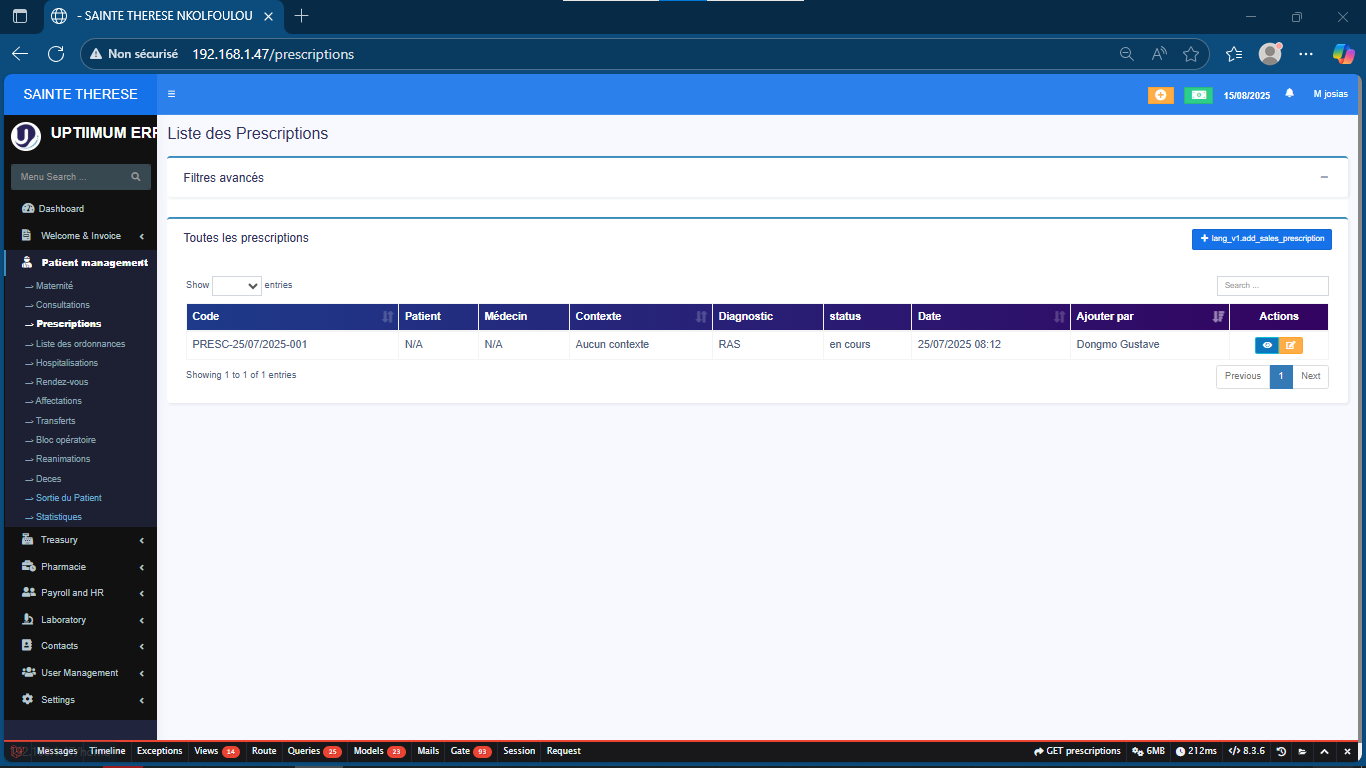 - SAINTE THERESE NKOLFOULOU
Non sécurisé 192.168.1.47/prescriptions
SAINTE THERESE
15/08/2025 M josias
UPTIIMUM ERP
Menu Search ...
Dashboard
Welcome & Invoice
Patient management
Maternité
Consultations
Prescriptions
Liste des ordonnances
Hospitalisations
Rendez-vous
Affectations
Transferts
Bloc opératoire
Reanimations
Deces
Sortie du Patient
Statistiques
Treasury
Pharmacie
Payroll and HR
Laboratory
Contacts
User Management
Settings
Liste des Prescriptions
Filtres avancés
Toutes les prescriptions
+ lang_v1.add_sales_prescription
Show entries
Search ...
Code Patient Médecin Contexte Diagnostic status Date Ajouter par Actions
PRESC-25/07/2025-001 N/A N/A Aucun contexte RAS en cours 25/07/2025 08:12 Dongmo Gustave
Showing 1 to 1 of 1 entries
Previous 1 Next
Messages Timeline Exceptions Views 14 Route Queries 25 Models 23 Mails Gate 93 Session Request GET prescriptions 6MB 212ms </> 8.3.6